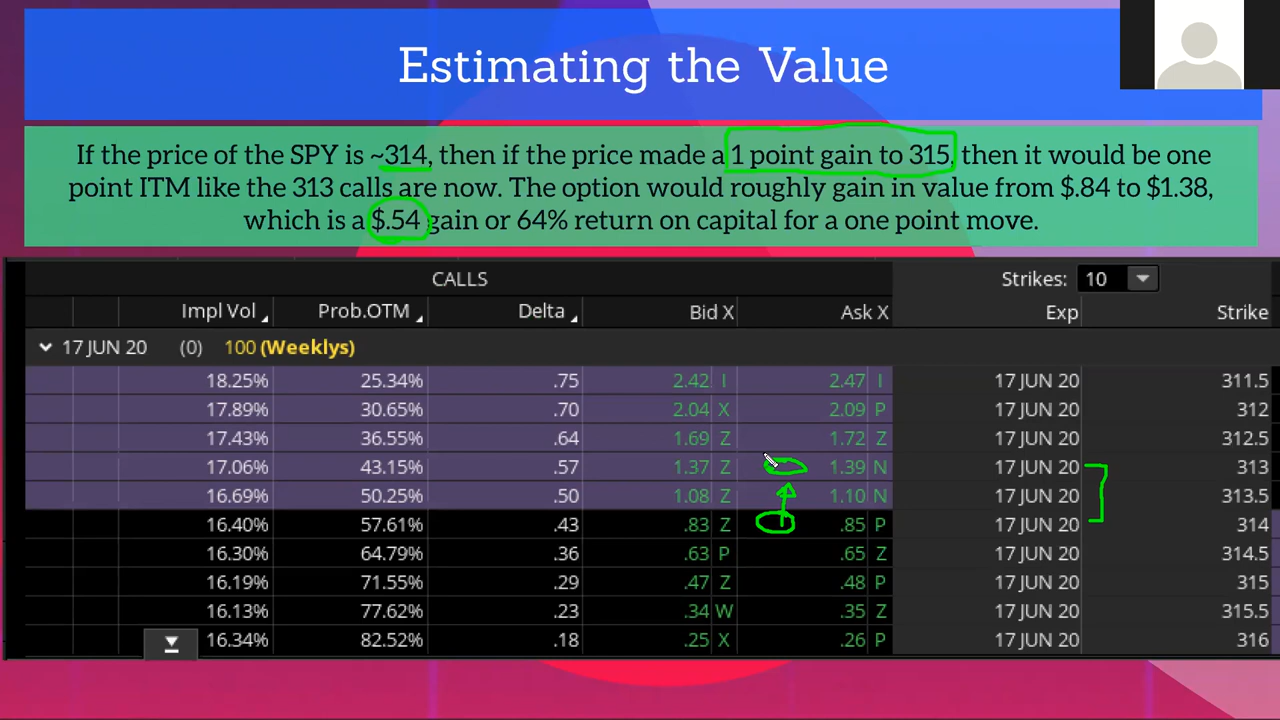 Estimating the Value
If the price of the SPY is ~314, then if the price made a 1 point gain to 315, then it would be one
point ITM like the 313 calls are now. The option would roughly gain in value from $.84 to $1.38,
which is a $.54 gain or 64% return on capital for a one point move.
CALLS Strikes: 10
Impl Vol Prob.OTM Delta Bid X Ask X Exp Strike
17 JUN 20 (0) 100 (Weeklys)
18.25% 25.34% .75 2.42 I 2.47 I 17 JUN 20 311.5
17.89% 30.65% .70 2.04 X 2.09 P 17 JUN 20 312
17.43% 36.55% .64 1.69 Z 1.72 Z 17 JUN 20 312.5
17.06% 43.15% .57 1.37 Z 1.39 N 17 JUN 20 313
16.69% 50.25% .50 1.08 Z 1.10 N 17 JUN 20 313.5
16.40% 57.61% .43 .83 Z .85 P 17 JUN 20 314
16.30% 64.79% .36 .63 P .65 Z 17 JUN 20 314.5
16.19% 71.55% .29 .47 Z .48 P 17 JUN 20 315
16.13% 77.62% .23 .34 W .35 Z 17 JUN 20 315.5
16.34% 82.52% .18 .25 X .26 P 17 JUN 20 316